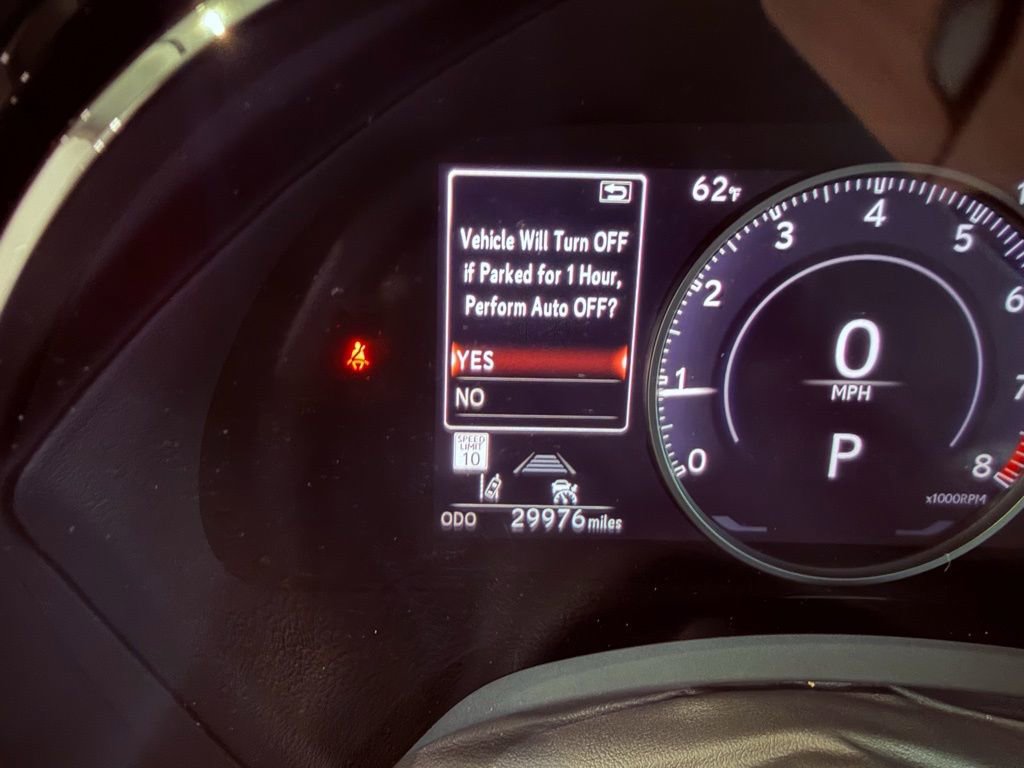 62°F
Vehicle Will Turn OFF
if Parked for 1 Hour,
Perform Auto OFF?
YES
NO
SPEED
LIMIT
10
ODO 29976 miles
0
1
2
3
4
5
6
7
8
0
MPH
P
x1000RPM